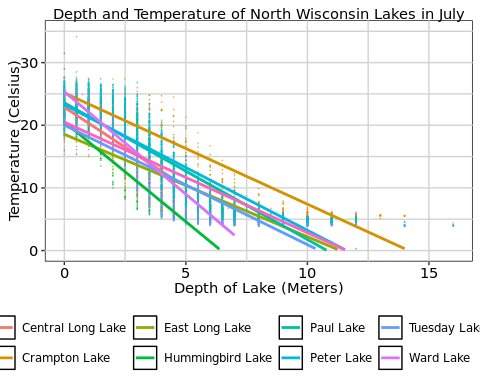 Depth and Temperature of North Wisconsin Lakes in July
Temperature (Celsius)
30
20
10
0
0 5 10 15
Depth of Lake (Meters)
Central Long Lake East Long Lake Paul Lake Tuesday Lake
Crampton Lake Hummingbird Lake Peter Lake Ward Lake